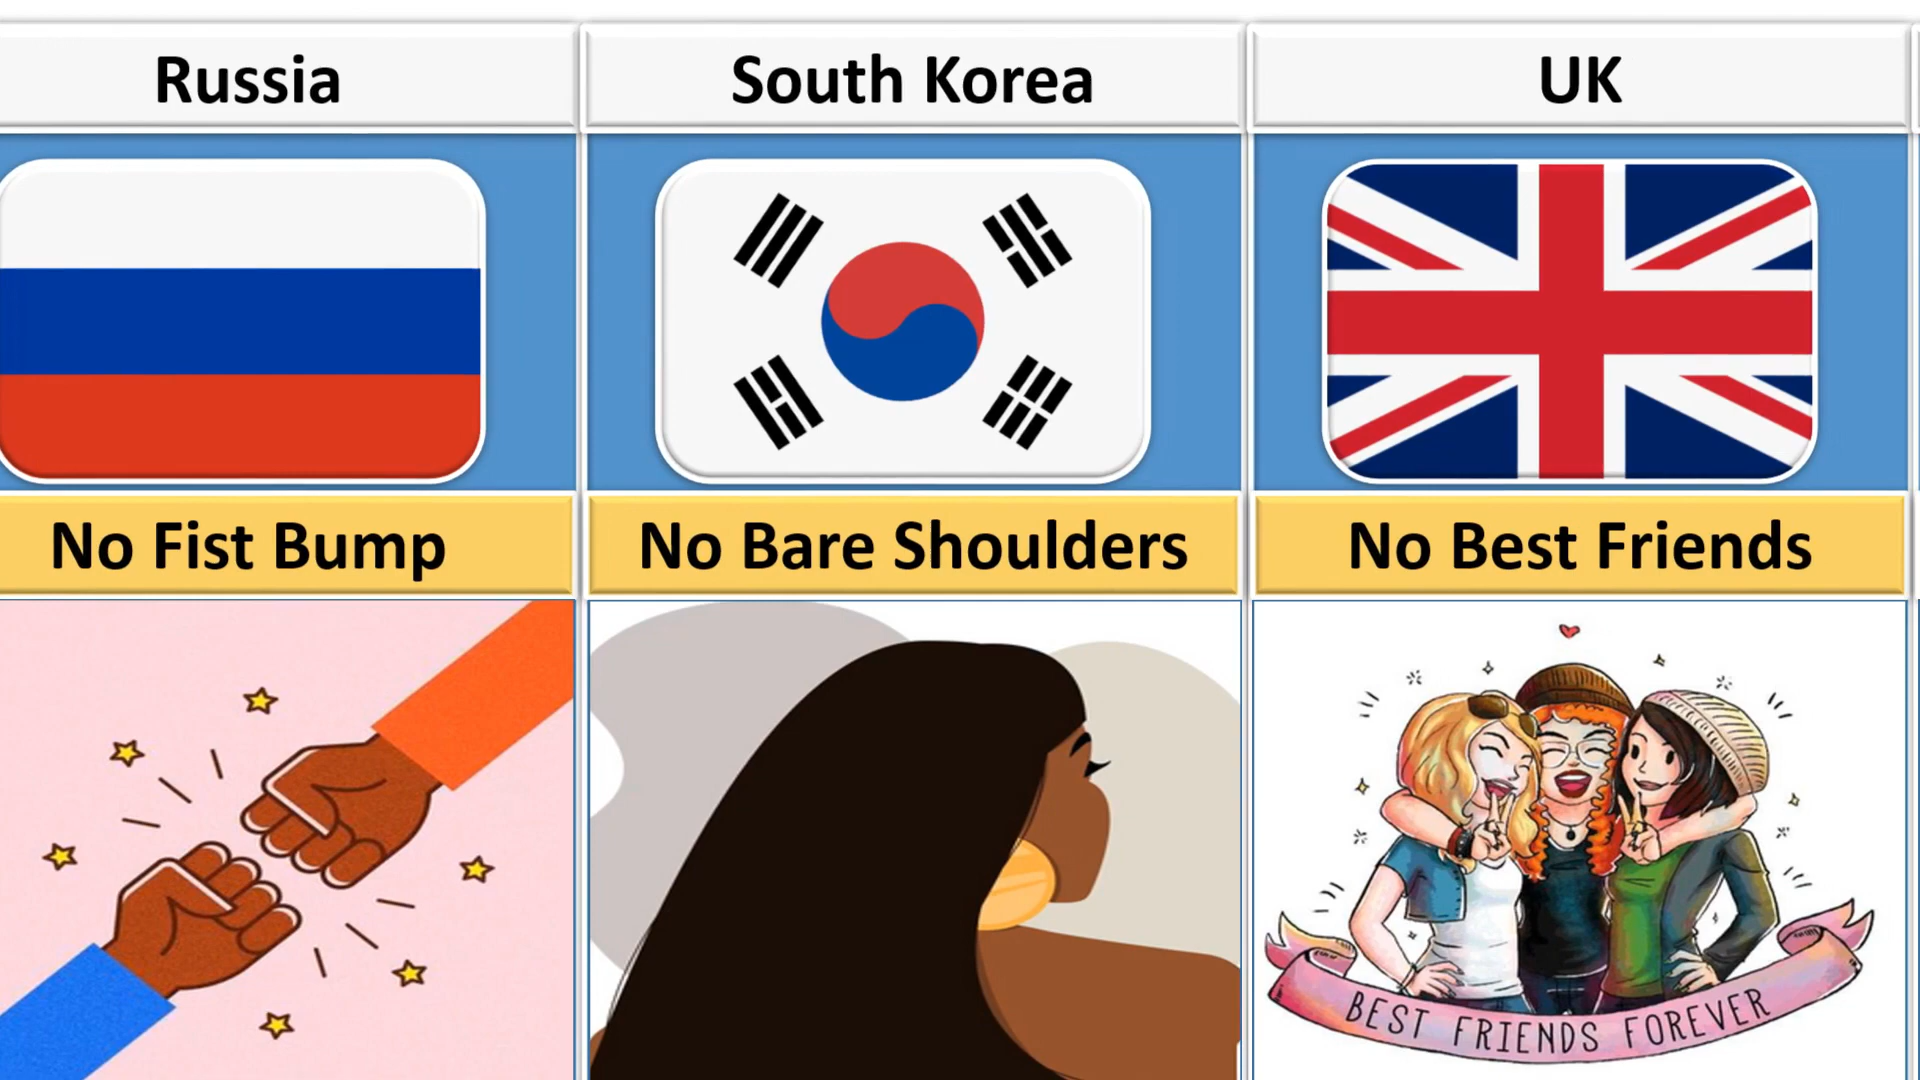 Russia
South Korea
UK
No Fist Bump
No Bare Shoulders
No Best Friends
BEST FRIENDS FOREVER